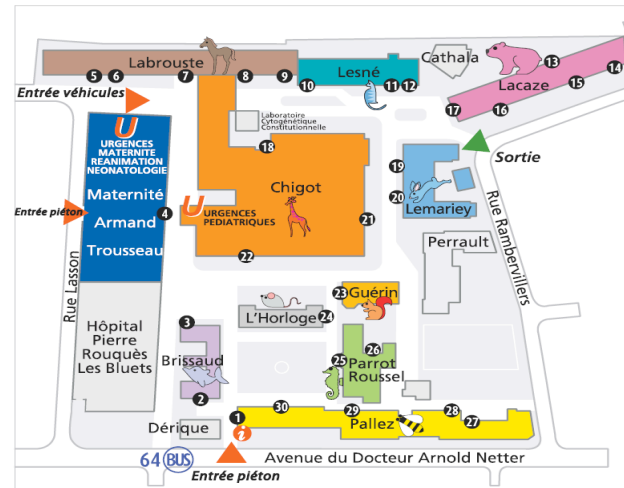 Labrouste
5 6 7 8 9
Lesné
10 11 12
Cathala
Lacaze
13 14 15 16 17
Entrée véhicules
U
URGENCES
MATERNITE
REANIMATION
NEONATOLOGIE
Maternité
Armand
Trousseau
4
Entrée piéton
Rue Lasson
Laboratoire
Cytogénétique
Constitutionnelle
18
Chigot
U URGENCES
PEDIATRIQUES
21
22
Sortie
19
20
Lemariey
Rue Rambervillers
Perrault
Hôpital
Pierre
Rouquès
Les Bluets
3
Brissaud
2
L'Horloge
24
23
Guérin
25
26
Parrot
Roussel
1
30
29
28
27
Pallez
i
Dérique
64 BUS
Entrée piéton
Avenue du Docteur Arnold Netter